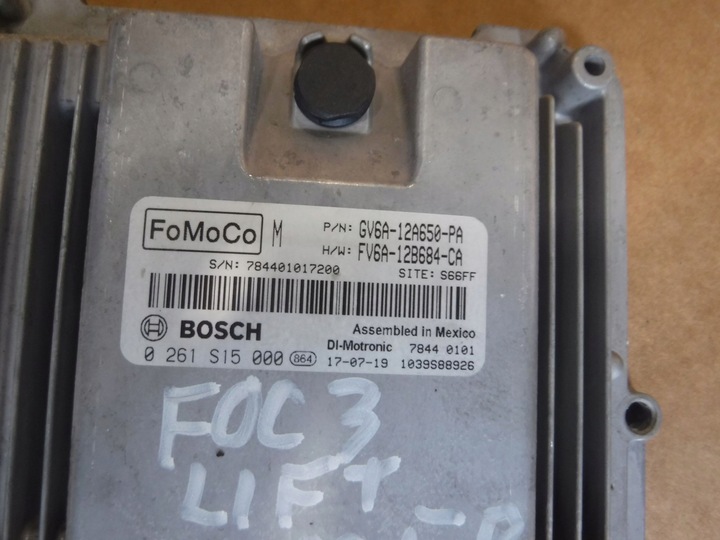 FoMoCo M P/N: GV6A-12A650-PA
H/W: FV6A-12B684-CA
S/N: 784401017200 SITE: S66FF
BOSCH Assembled in Mexico
DI-Motronic 7844 0101
0 261 S15 000 864 17-07-19 1039S88926
FOC 3
LIFT